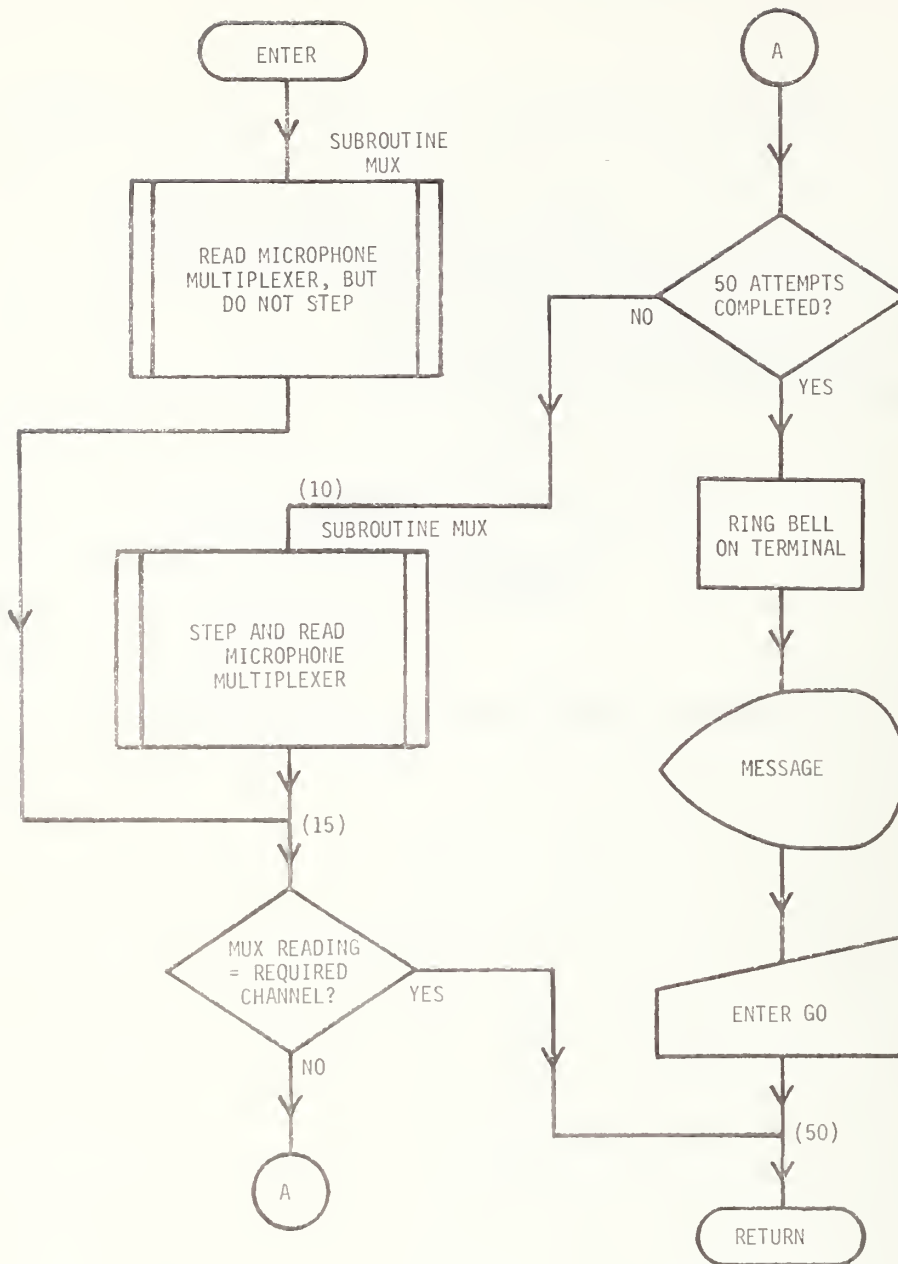 ENTER
SUBROUTINE
MUX
READ MICROPHONE
MULTIPLEXER, BUT
DO NOT STEP
(10)
SUBROUTINE MUX
STEP AND READ
MICROPHONE
MULTIPLEXER
(15)
MUX READING
= REQUIRED
CHANNEL?
YES
NO
A
A
50 ATTEMPTS
COMPLETED?
NO
YES
RING BELL
ON TERMINAL
MESSAGE
ENTER GO
(50)
RETURN